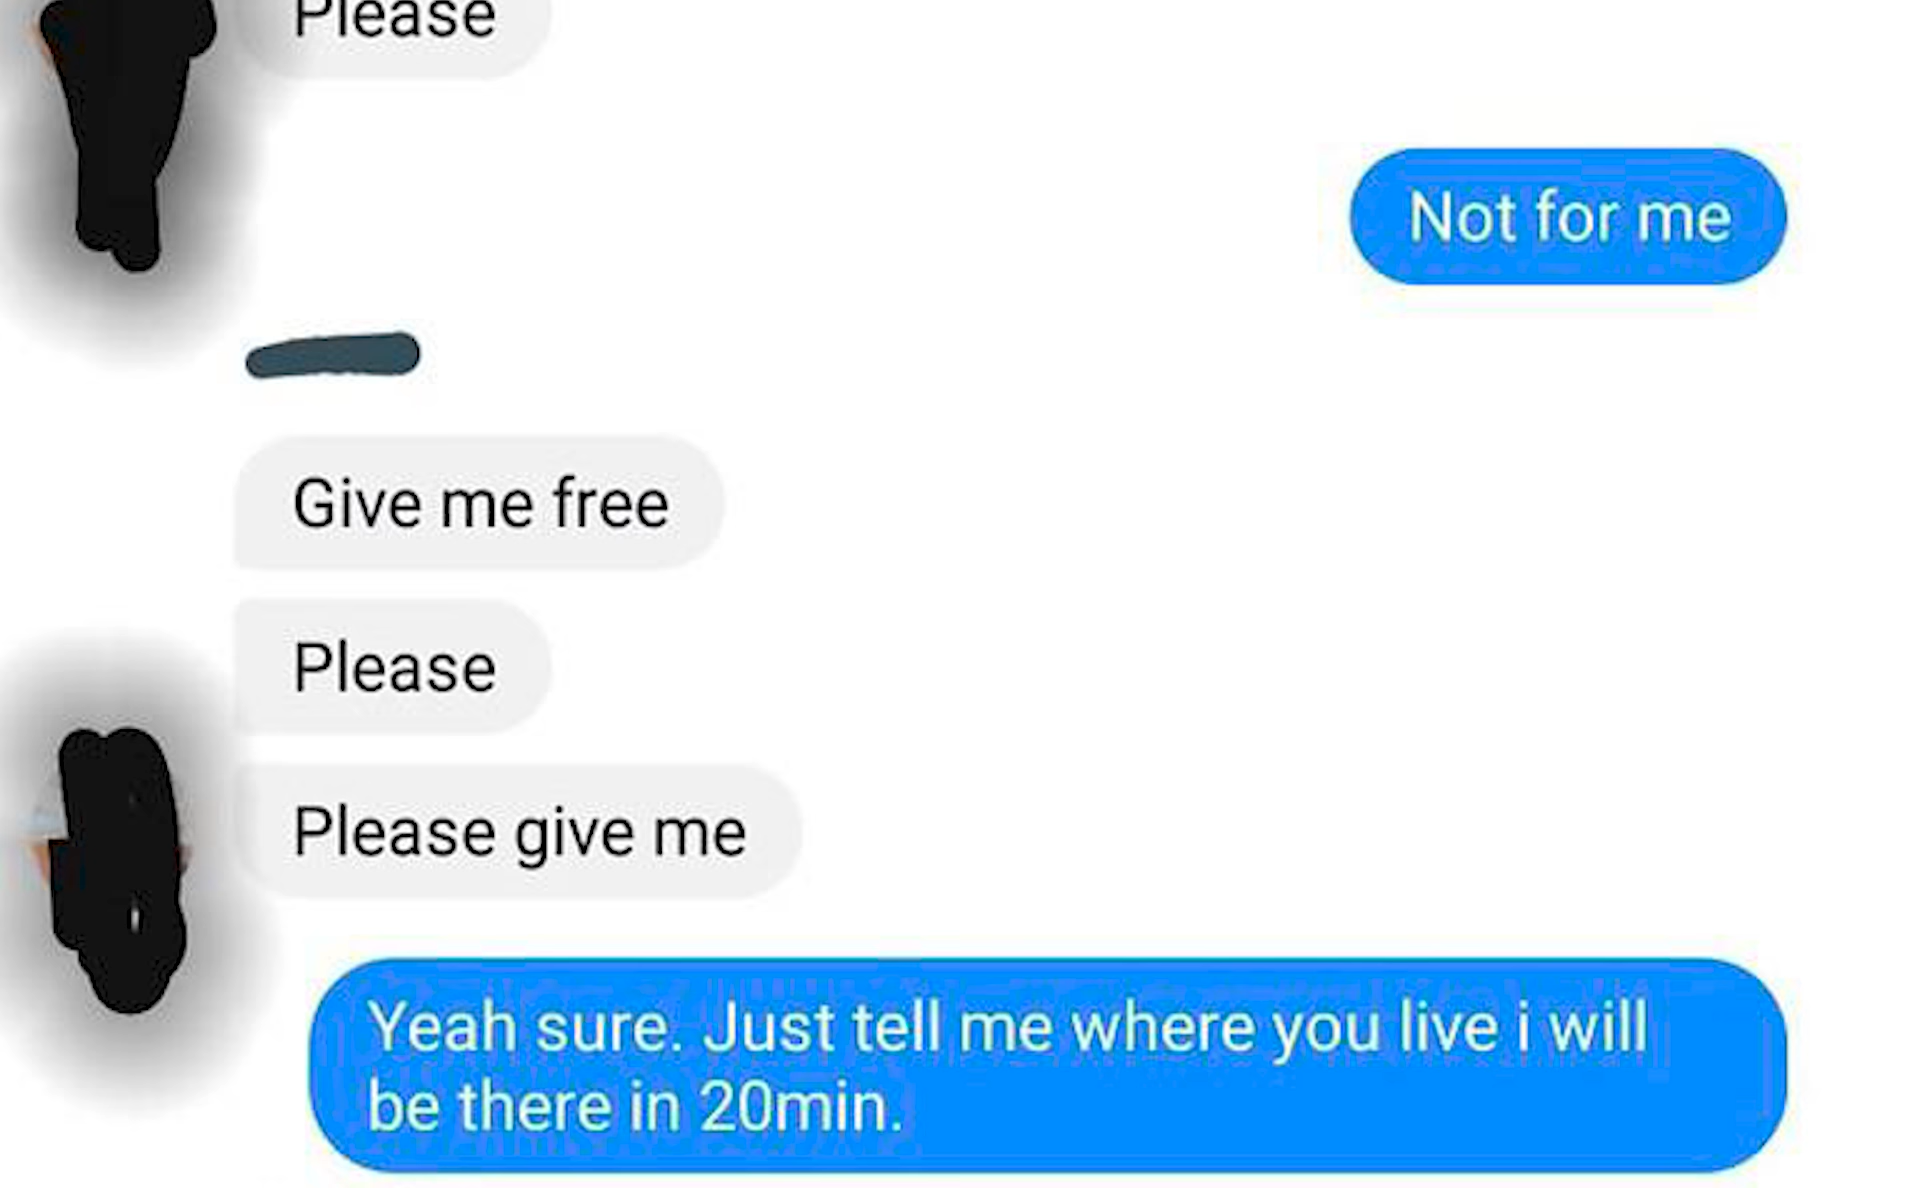 Please
Not for me
Give me free
Please
Please give me
Yeah sure. Just tell me where you live i will
be there in 20min.